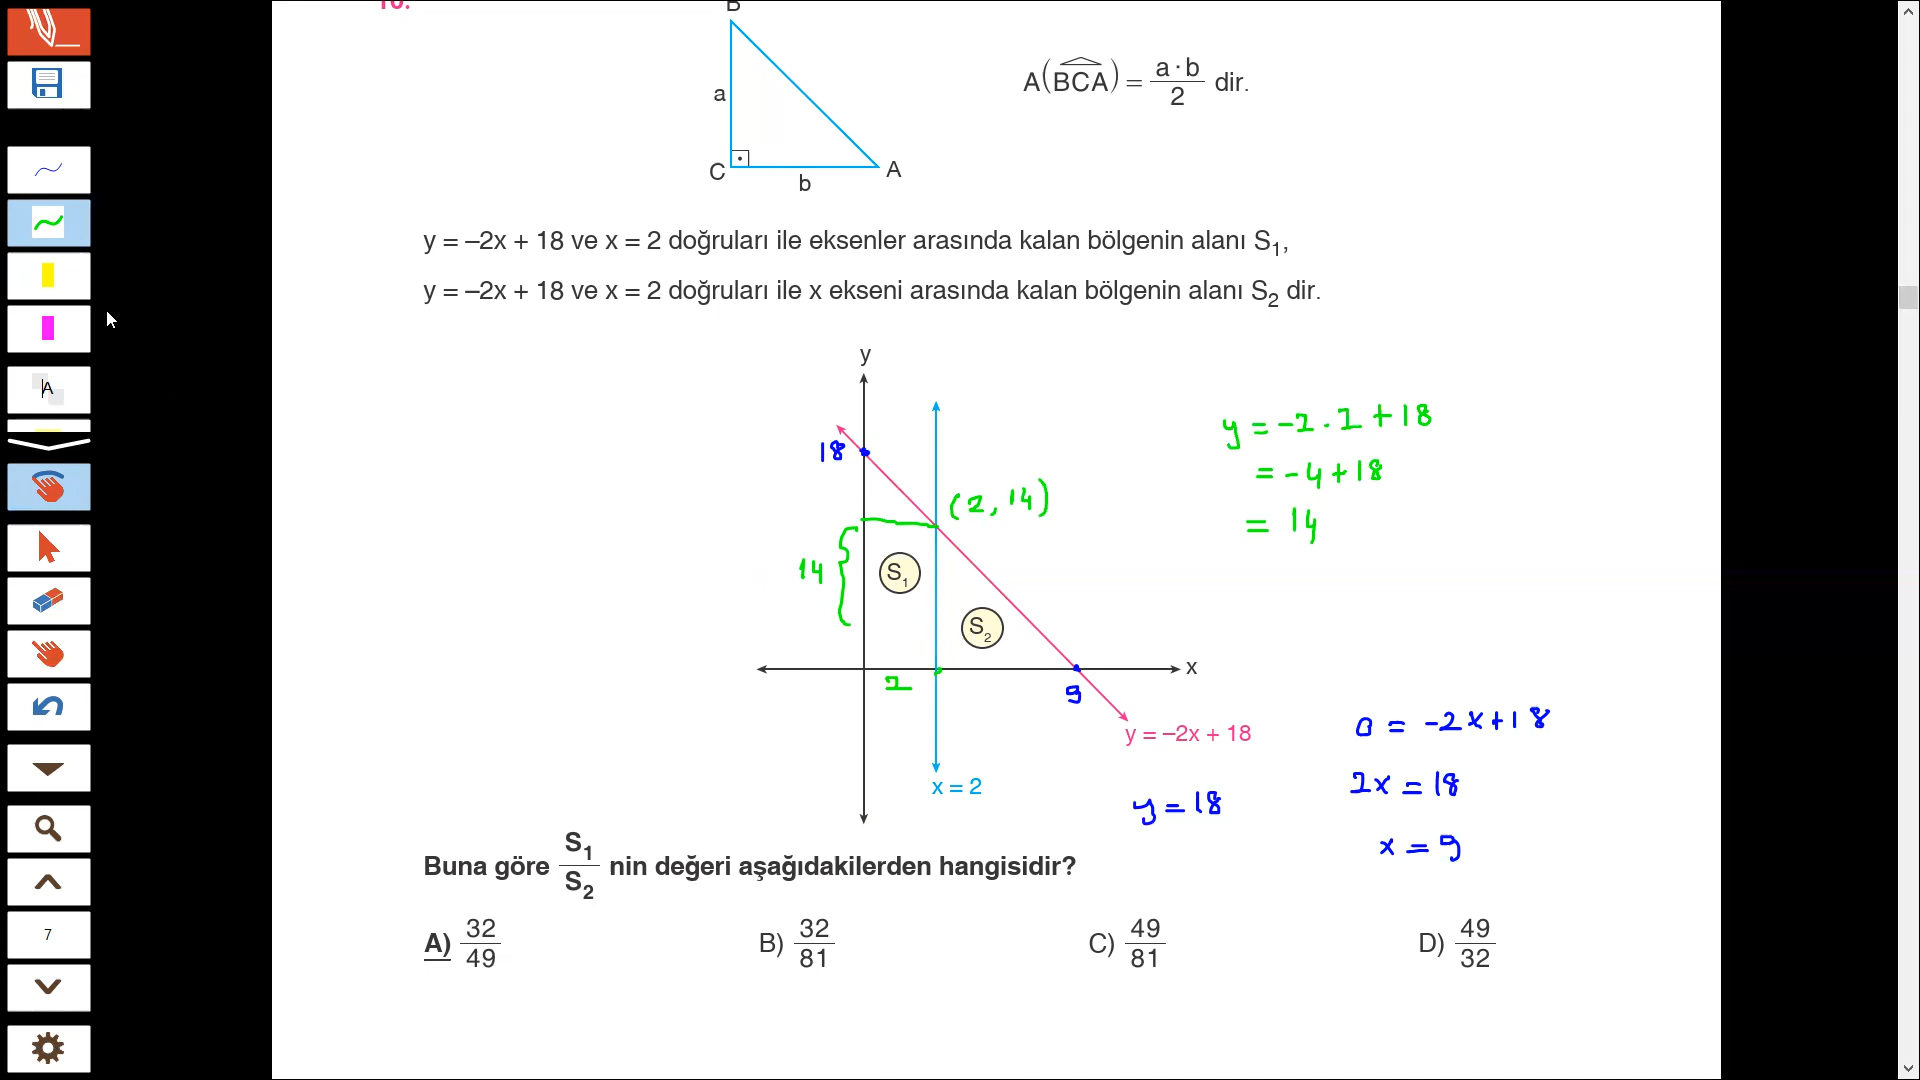 10.
B
a
C
b
A
A(BCA) = a·b/2 dir.
y = –2x + 18 ve x = 2 doğruları ile eksenler arasında kalan bölgenin alanı S1,
y = –2x + 18 ve x = 2 doğruları ile x ekseni arasında kalan bölgenin alanı S2 dir.
A
y
18
(2, 14)
14
S1
S2
x
2
9
y = –2x + 18
x = 2
y = -2 . 2 + 18
= -4 + 18
= 14
0 = -2x + 18
2x = 18
x = 9
y = 18
Buna göre S1/S2 nin değeri aşağıdakilerden hangisidir?
A) 32/49
B) 32/81
C) 49/81
D) 49/32
7